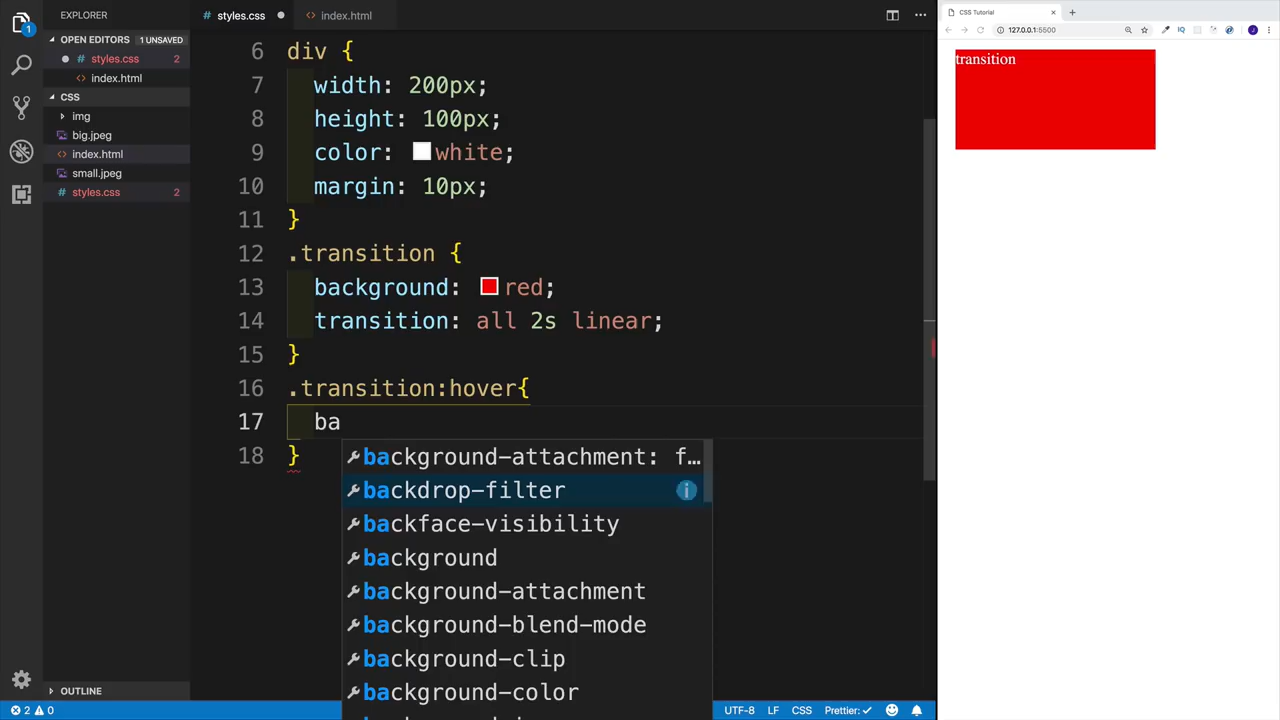 EXPLORER
OPEN EDITORS 1 UNSAVED
# styles.css 2
<> index.html
CSS
img
big.jpeg
<> index.html
small.jpeg
# styles.css 2
OUTLINE
1
# styles.css
<> index.html
6 div {
7 width: 200px;
8 height: 100px;
9 color: white;
10 margin: 10px;
11 }
12 .transition {
13 background: red;
14 transition: all 2s linear;
15 }
16 .transition:hover{
17 ba
18 }
background-attachment: f…
backdrop-filter
backface-visibility
background
background-attachment
background-blend-mode
background-clip
background-color
2 0
UTF-8 LF CSS Prettier: ✓
CSS Tutorial
127.0.0.1:5500
IQ
J
transition